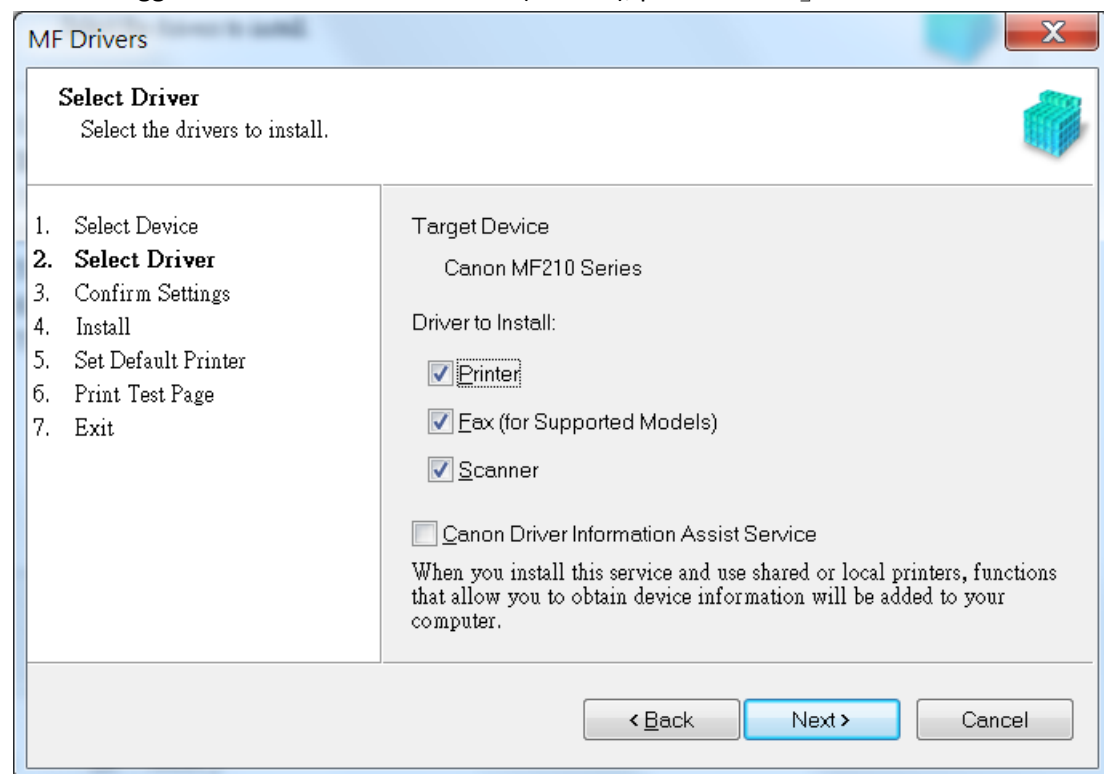 MF Drivers
Select Driver
Select the drivers to install.
1. Select Device
2. Select Driver
3. Confirm Settings
4. Install
5. Set Default Printer
6. Print Test Page
7. Exit
Target Device
Canon MF210 Series
Driver to Install:
Printer
Fax (for Supported Models)
Scanner
Canon Driver Information Assist Service
When you install this service and use shared or local printers, functions
that allow you to obtain device information will be added to your
computer.
< Back
Next >
Cancel